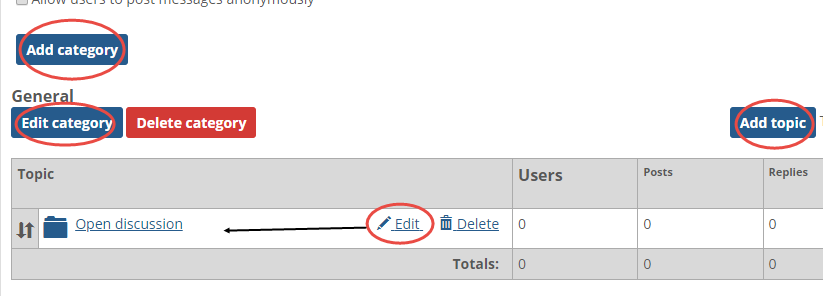 Allow users to post messages anonymously
Add category
General
Edit category Delete category Add topic
Topic Users Posts Replies
Open discussion Edit Delete 0 0 0
Totals: 0 0 0